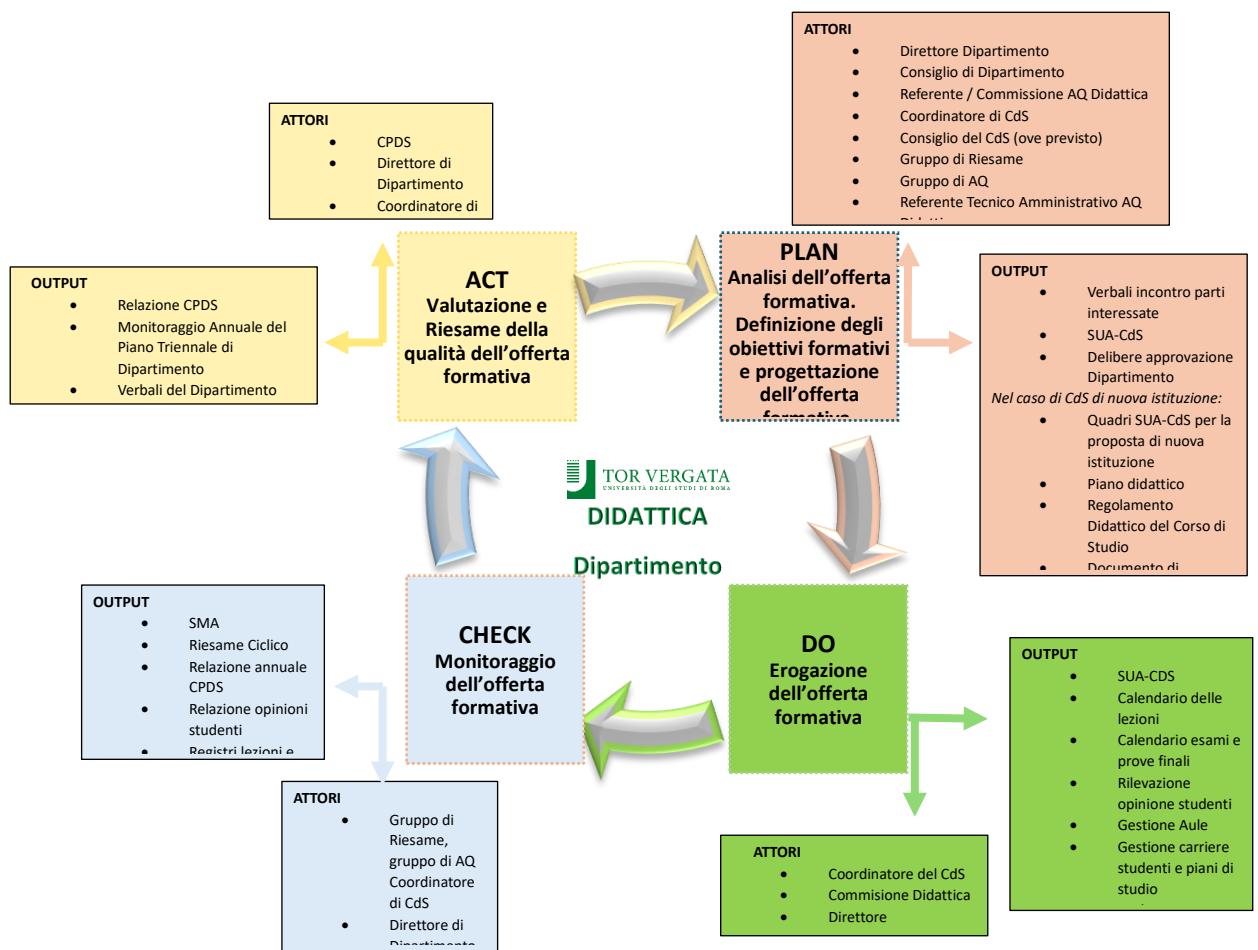 ATTORI
• Direttore Dipartimento
• Consiglio di Dipartimento
• Referente / Commissione AQ Didattica
• Coordinatore di CdS
• Consiglio del CdS (ove previsto)
• Gruppo di Riesame
• Gruppo di AQ
• Referente Tecnico Amministrativo AQ
ATTORI
• CPDS
• Direttore di
Dipartimento
• Coordinatore di
ACT
Valutazione e
Riesame della
qualità dell'offerta
formativa
PLAN
Analisi dell'offerta
formativa.
Definizione degli
obiettivi formativi
e progettazione
dell'offerta
formativa
OUTPUT
• Relazione CPDS
• Monitoraggio Annuale del
Piano Triennale di
Dipartimento
• Verbali del Dipartimento
OUTPUT
• Verbali incontro parti
interessate
• SUA-CdS
• Delibere approvazione
Dipartimento
Nel caso di CdS di nuova istituzione:
• Quadri SUA-CdS per la
proposta di nuova
istituzione
• Piano didattico
• Regolamento
Didattico del Corso di
Studio
• Documento di
TOR VERGATA
UNIVERSITÀ DEGLI STUDI DI ROMA
DIDATTICA
Dipartimento
OUTPUT
• SMA
• Riesame Ciclico
• Relazione annuale
CPDS
• Relazione opinioni
studenti
• Registri lezioni e
CHECK
Monitoraggio
dell'offerta
formativa
DO
Erogazione
dell'offerta
formativa
OUTPUT
• SUA-CDS
• Calendario delle
lezioni
• Calendario esami e
prove finali
• Rilevazione
opinione studenti
• Gestione Aule
• Gestione carriere
studenti e piani di
studio
ATTORI
• Gruppo di
Riesame,
gruppo di AQ
Coordinatore
di CdS
• Direttore di
Dipartimento
ATTORI
• Coordinatore del CdS
• Commisione Didattica
• Direttore